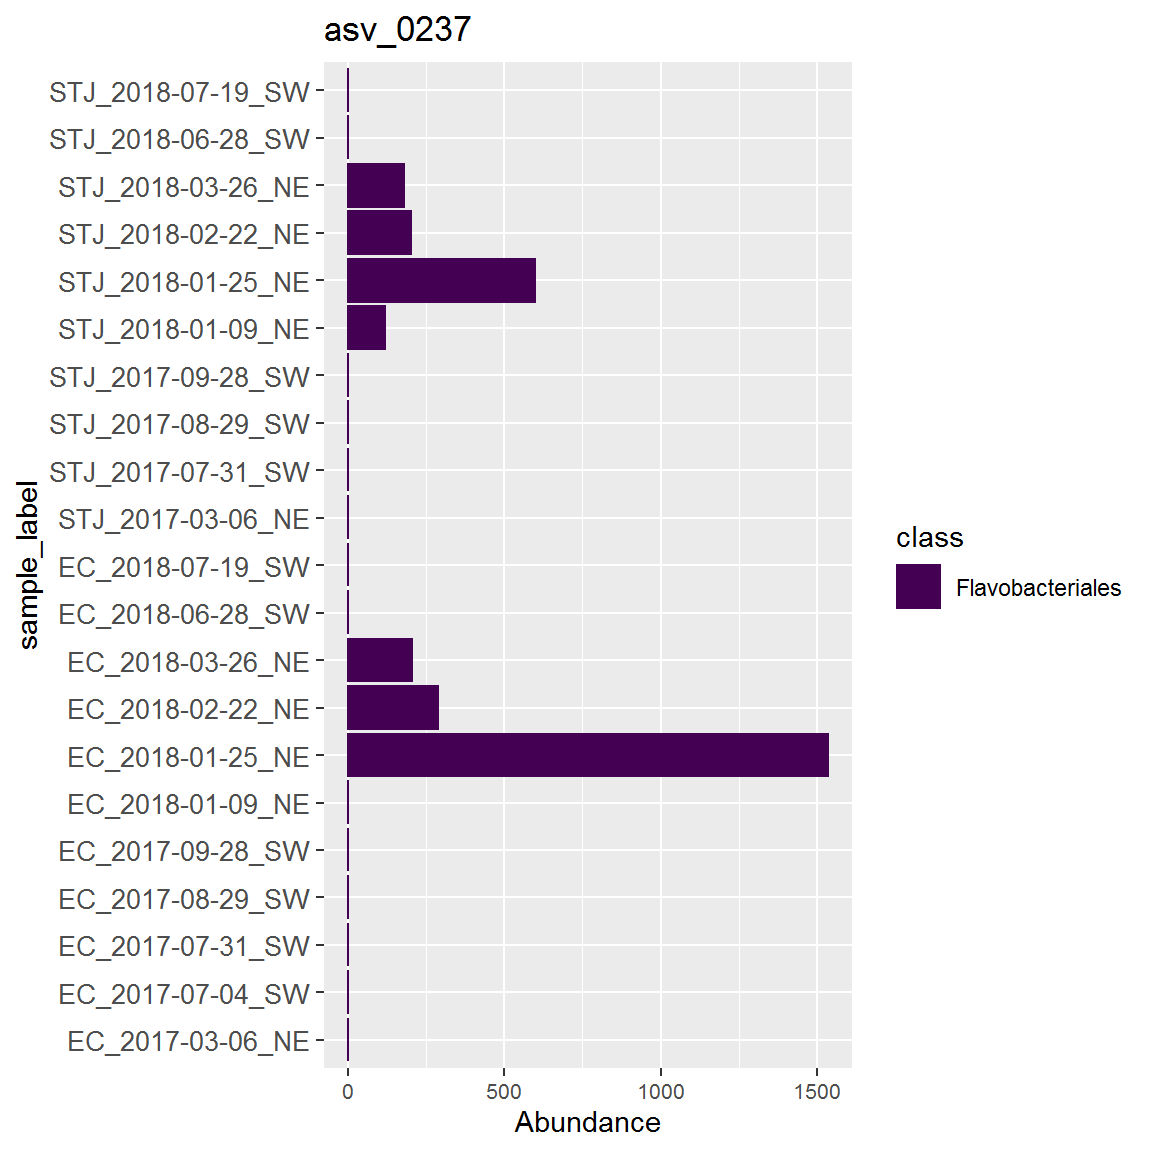 asv_0237
STJ_2018-07-19_SW
STJ_2018-06-28_SW
STJ_2018-03-26_NE
STJ_2018-02-22_NE
STJ_2018-01-25_NE
STJ_2018-01-09_NE
STJ_2017-09-28_SW
STJ_2017-08-29_SW
STJ_2017-07-31_SW
STJ_2017-03-06_NE
EC_2018-07-19_SW
EC_2018-06-28_SW
EC_2018-03-26_NE
EC_2018-02-22_NE
EC_2018-01-25_NE
EC_2018-01-09_NE
EC_2017-09-28_SW
EC_2017-08-29_SW
EC_2017-07-31_SW
EC_2017-07-04_SW
EC_2017-03-06_NE
sample_label
0 500 1000 1500
Abundance
class
Flavobacteriales